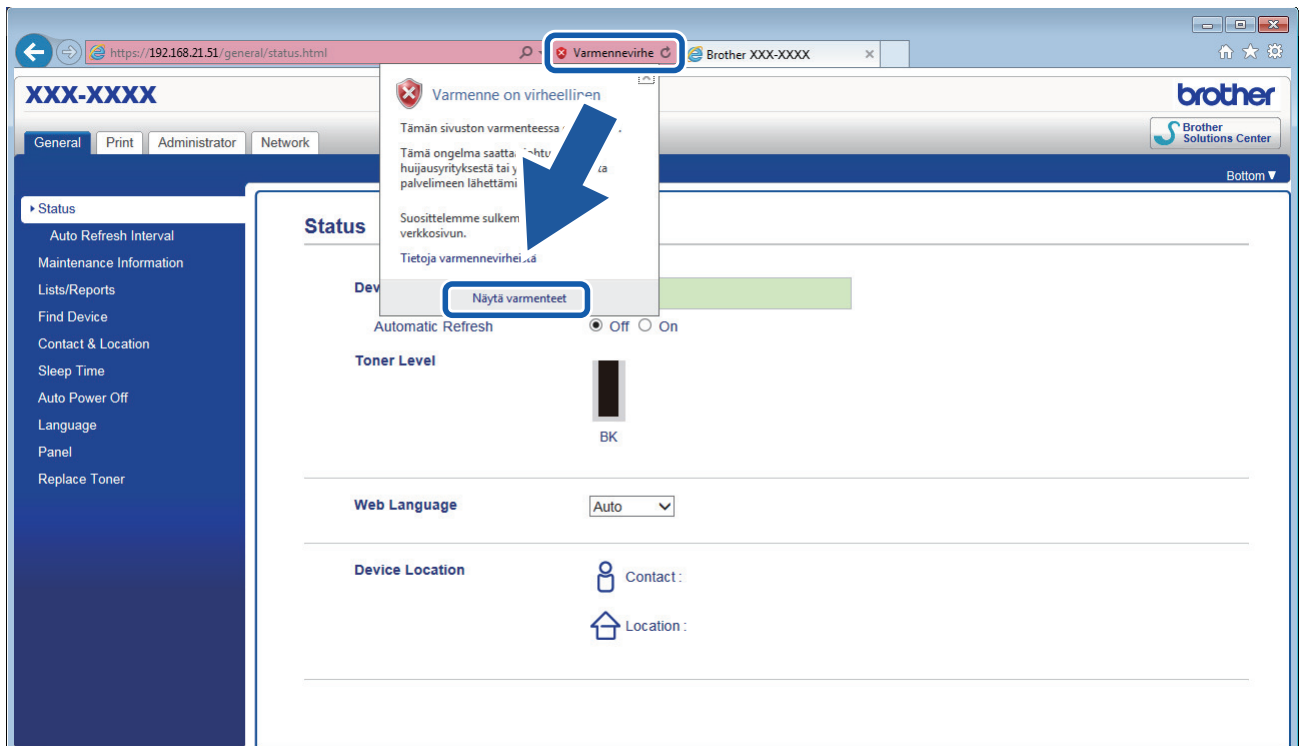 https://192.168.21.51/general/status.html
Varmennevirhe
Brother XXX-XXXX
XXX-XXXX
brother
General
Print
Administrator
Network
Brother
Solutions Center
Bottom▼
Varmenne on virheellinen
Tämän sivuston varmenteessa
Tämä ongelma saattaa
huijausyrityksestä tai
palvelimeen
Suosittelemme
verkkosivun.
Tietoja varmennevirheistä
Näytä varmenteet
Status
Auto Refresh Interval
Maintenance Information
Lists/Reports
Find Device
Contact & Location
Sleep Time
Auto Power Off
Language
Panel
Replace Toner
Status
Automatic Refresh
Off
On
Toner Level
BK
Web Language
Auto
Device Location
Contact :
Location :